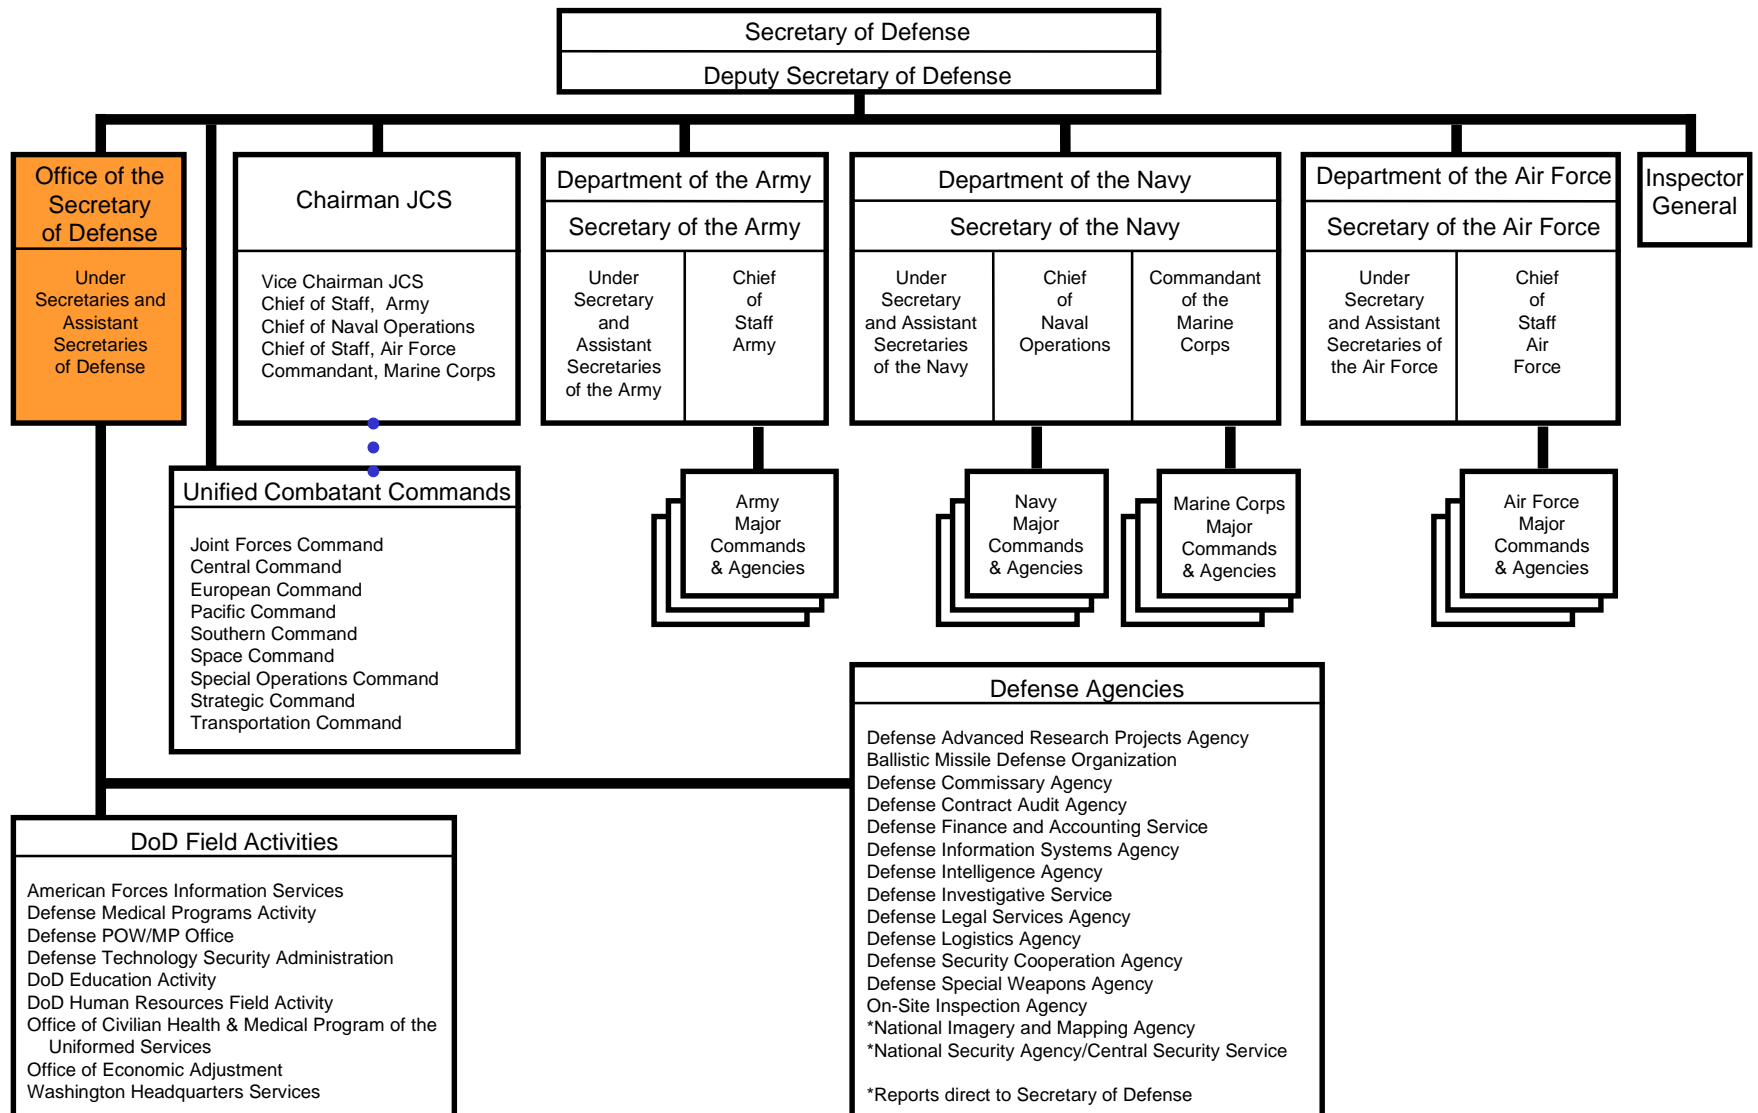 Secretary of Defense
Deputy Secretary of Defense
Office of the
Secretary
of Defense
Under
Secretaries and
Assistant
Secretaries
of Defense
Chairman JCS
Vice Chairman JCS
Chief of Staff, Army
Chief of Naval Operations
Chief of Staff, Air Force
Commandant, Marine Corps
Department of the Army
Secretary of the Army
Under
Secretary
and
Assistant
Secretaries
of the Army
Chief
of
Staff
Army
Department of the Navy
Secretary of the Navy
Under
Secretary
and Assistant
Secretaries
of the Navy
Chief
of
Naval
Operations
Commandant
of the
Marine
Corps
Department of the Air Force
Secretary of the Air Force
Under
Secretary
and Assistant
Secretaries of
the Air Force
Chief
of
Staff
Air
Force
Inspector
General
Unified Combatant Commands
Joint Forces Command
Central Command
European Command
Pacific Command
Southern Command
Space Command
Special Operations Command
Strategic Command
Transportation Command
Army
Major
Commands
& Agencies
Navy
Major
Commands
& Agencies
Marine Corps
Major
Commands
& Agencies
Air Force
Major
Commands
& Agencies
DoD Field Activities
American Forces Information Services
Defense Medical Programs Activity
Defense POW/MP Office
Defense Technology Security Administration
DoD Education Activity
DoD Human Resources Field Activity
Office of Civilian Health & Medical Program of the
Uniformed Services
Office of Economic Adjustment
Washington Headquarters Services
Defense Agencies
Defense Advanced Research Projects Agency
Ballistic Missile Defense Organization
Defense Commissary Agency
Defense Contract Audit Agency
Defense Finance and Accounting Service
Defense Information Systems Agency
Defense Intelligence Agency
Defense Investigative Service
Defense Legal Services Agency
Defense Logistics Agency
Defense Security Cooperation Agency
Defense Special Weapons Agency
On-Site Inspection Agency
*National Imagery and Mapping Agency
*National Security Agency/Central Security Service
*Reports direct to Secretary of Defense